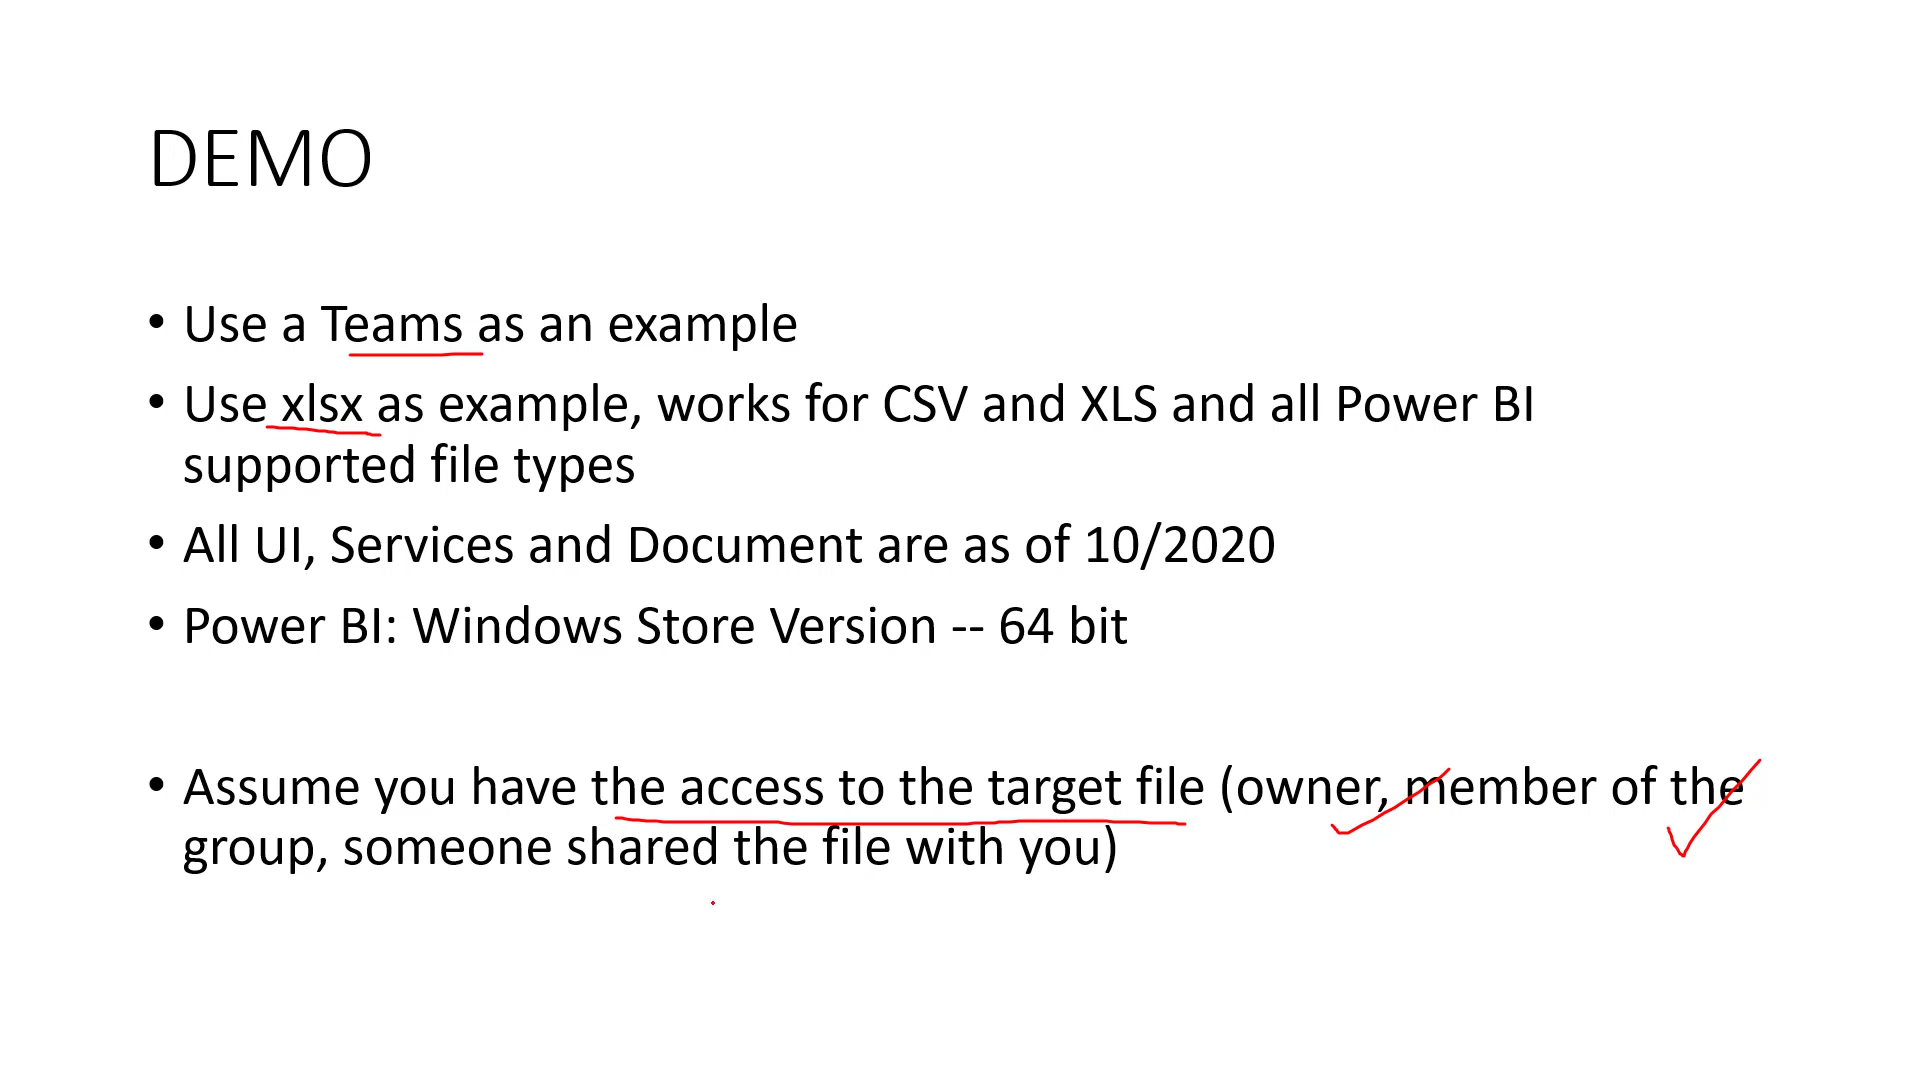 DEMO
• Use a Teams as an example
• Use xlsx as example, works for CSV and XLS and all Power BI
supported file types
• All UI, Services and Document are as of 10/2020
• Power BI: Windows Store Version -- 64 bit
• Assume you have the access to the target file (owner, member of the
group, someone shared the file with you)